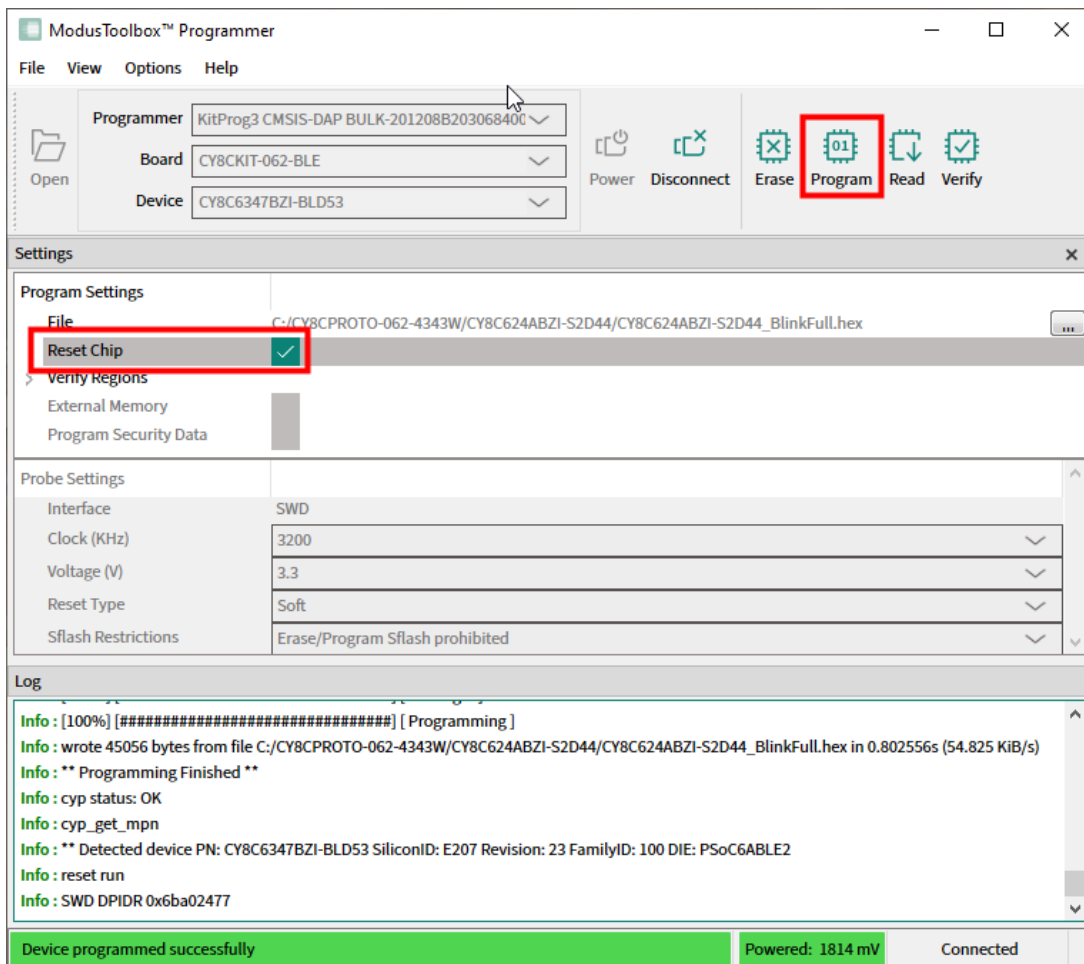 ModusToolbox™ Programmer
File View Options Help
Programmer KitProg3 CMSIS-DAP BULK-201208B203068400
Board CY8CKIT-062-BLE
Device CY8C6347BZI-BLD53
Open
Power Disconnect Erase Program Read Verify
01
Settings
Program Settings
File C:/CY8CPROTO-062-4343W/CY8C624ABZI-S2D44/CY8C624ABZI-S2D44_BlinkFull.hex ...
Reset Chip
Verify Regions
External Memory
Program Security Data
Probe Settings
Interface SWD
Clock (KHz) 3200
Voltage (V) 3.3
Reset Type Soft
Sflash Restrictions Erase/Program Sflash prohibited
Log
Info : [100%] [################################] [ Programming ]
Info : wrote 45056 bytes from file C:/CY8CPROTO-062-4343W/CY8C624ABZI-S2D44/CY8C624ABZI-S2D44_BlinkFull.hex in 0.802556s (54.825 KiB/s)
Info : ** Programming Finished **
Info : cyp status: OK
Info : cyp_get_mpn
Info : ** Detected device PN: CY8C6347BZI-BLD53 SiliconID: E207 Revision: 23 FamilyID: 100 DIE: PSoC6ABLE2
Info : reset run
Info : SWD DPIDR 0x6ba02477
Device programmed successfully Powered: 1814 mV Connected